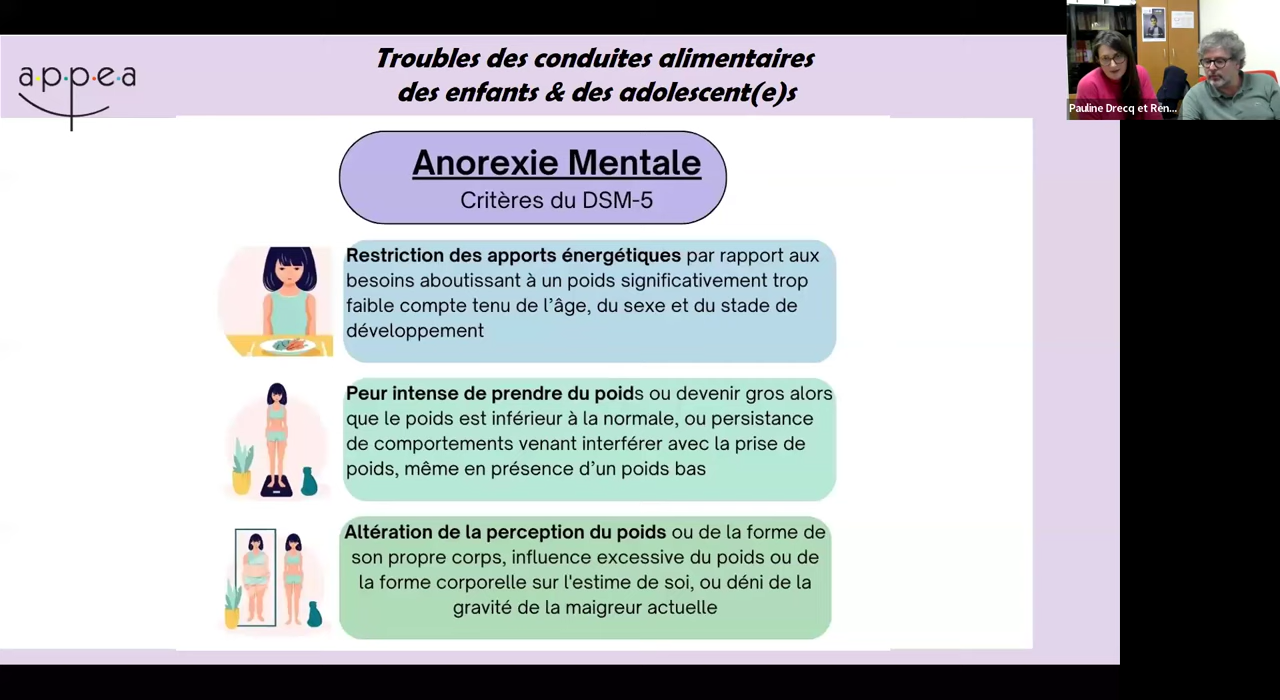 appea
Troubles des conduites alimentaires
des enfants & des adolescent(e)s
Pauline Drecq et Rén...
Anorexie Mentale
Critères du DSM-5
Restriction des apports énergétiques par rapport aux
besoins aboutissant à un poids significativement trop
faible compte tenu de l'âge, du sexe et du stade de
développement
Peur intense de prendre du poids ou devenir gros alors
que le poids est inférieur à la normale, ou persistance
de comportements venant interférer avec la prise de
poids, même en présence d'un poids bas
Altération de la perception du poids ou de la forme de
son propre corps, influence excessive du poids ou de
la forme corporelle sur l'estime de soi, ou déni de la
gravité de la maigreur actuelle